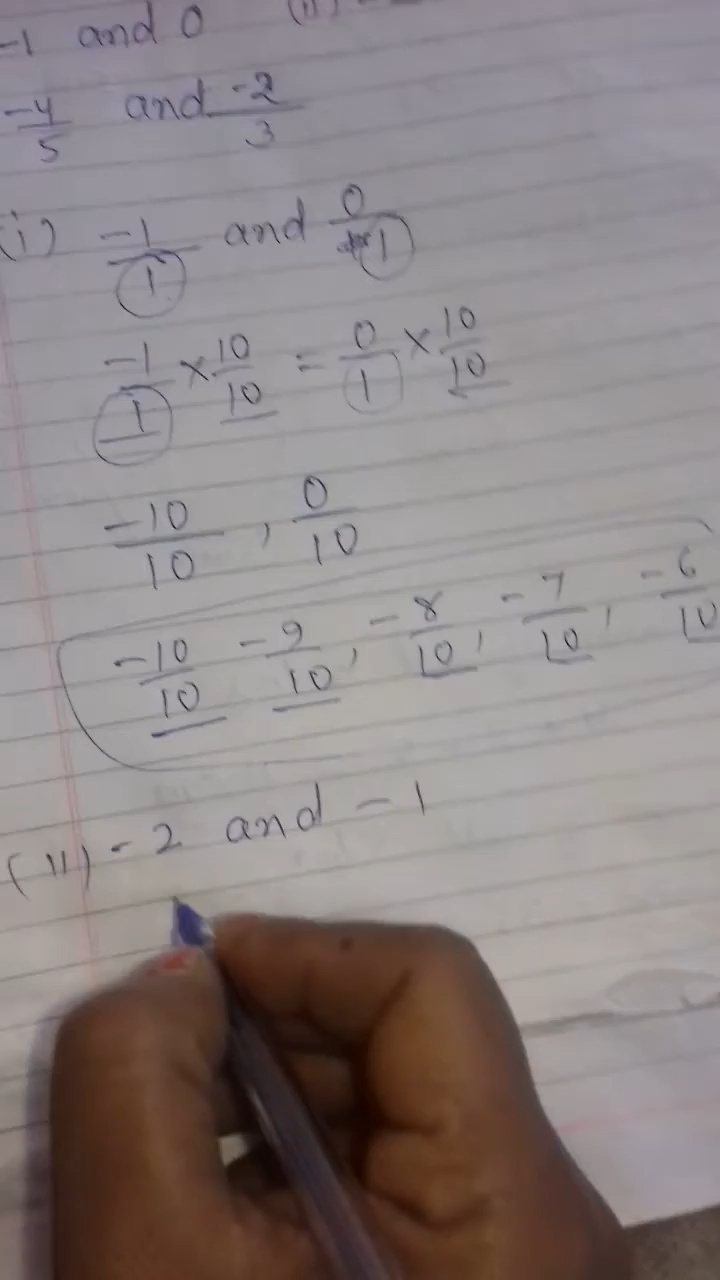 -1 and 0 (ii) -
-4/5 and -2/3
(i) -1/1 and 0/1
-1/1 × 10/10 = 0/1 × 10/10
-10/10 , 0/10
-10/10 -9/10, -8/10, -7/10, -6/10
(II) -2 and -1